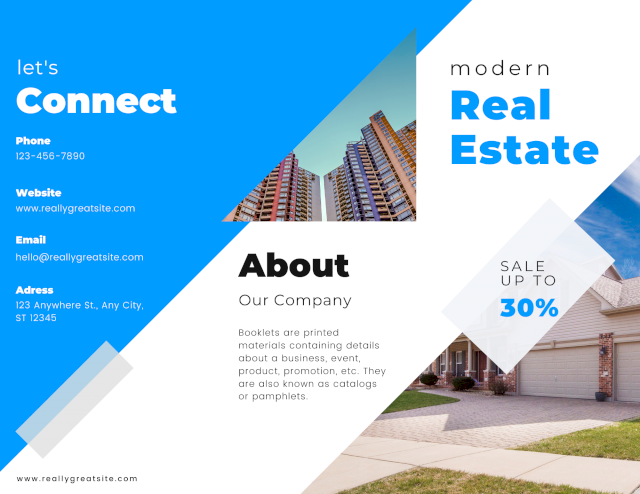 let's
Connect
Phone
123-456-7890
Website
www.reallygreatsite.com
Email
hello@reallygreatsite.com
Adress
123 Anywhere St., Any City,
ST 12345
www.reallygreatsite.com
About
Our Company
Booklets are printed
materials containing details
about a business, event,
product, promotion, etc. They
are also known as catalogs
or pamphlets.
modern
Real
Estate
SALE
UP TO
30%